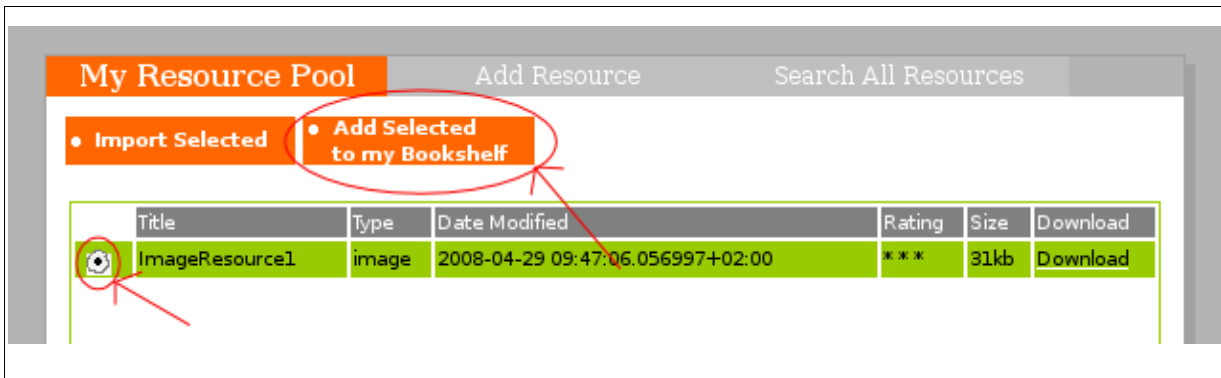 My Resource Pool Add Resource Search All Resources
• Import Selected • Add Selected
to my Bookshelf
Title Type Date Modified Rating Size Download
ImageResource1 image 2008-04-29 09:47:06.056997+02:00 *** 31kb Download